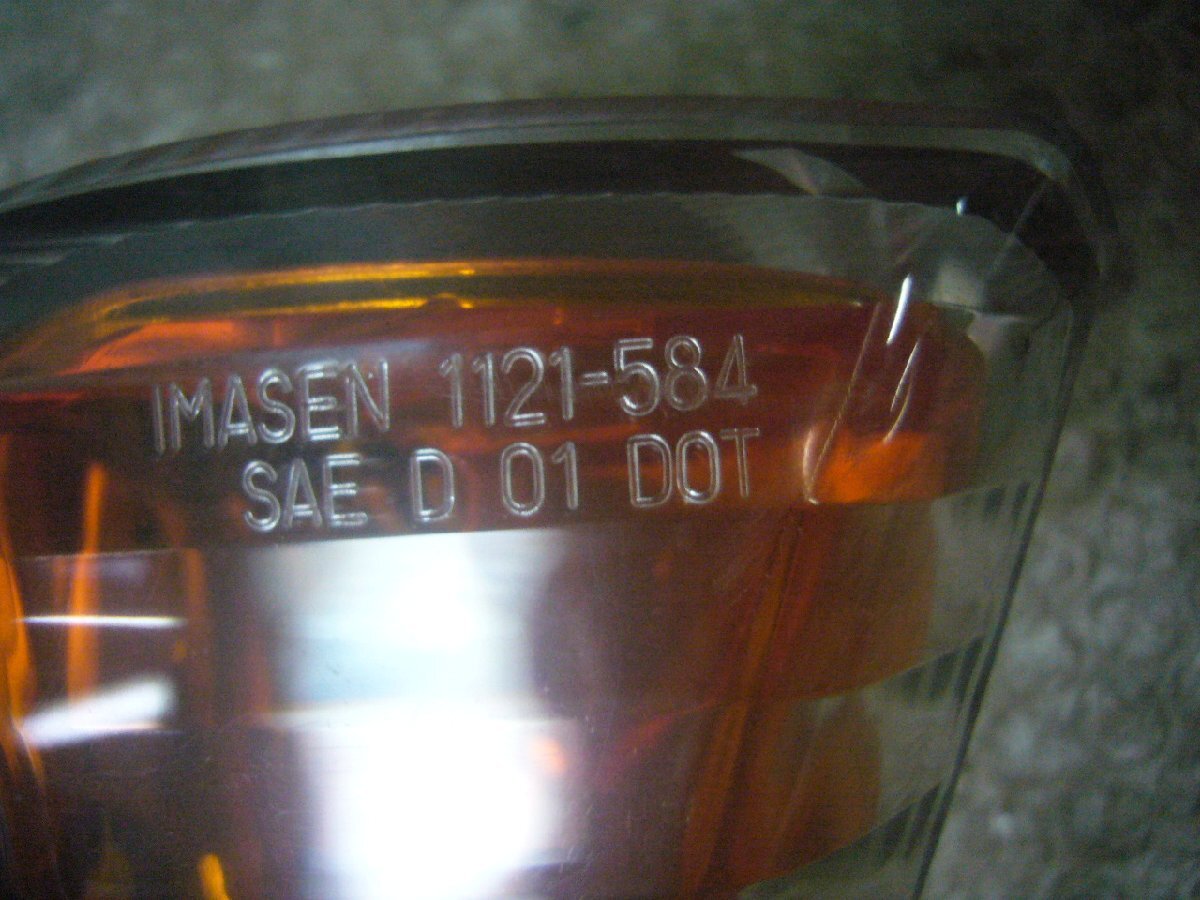 IMASEN 1121-584
SAE D 01 DOT